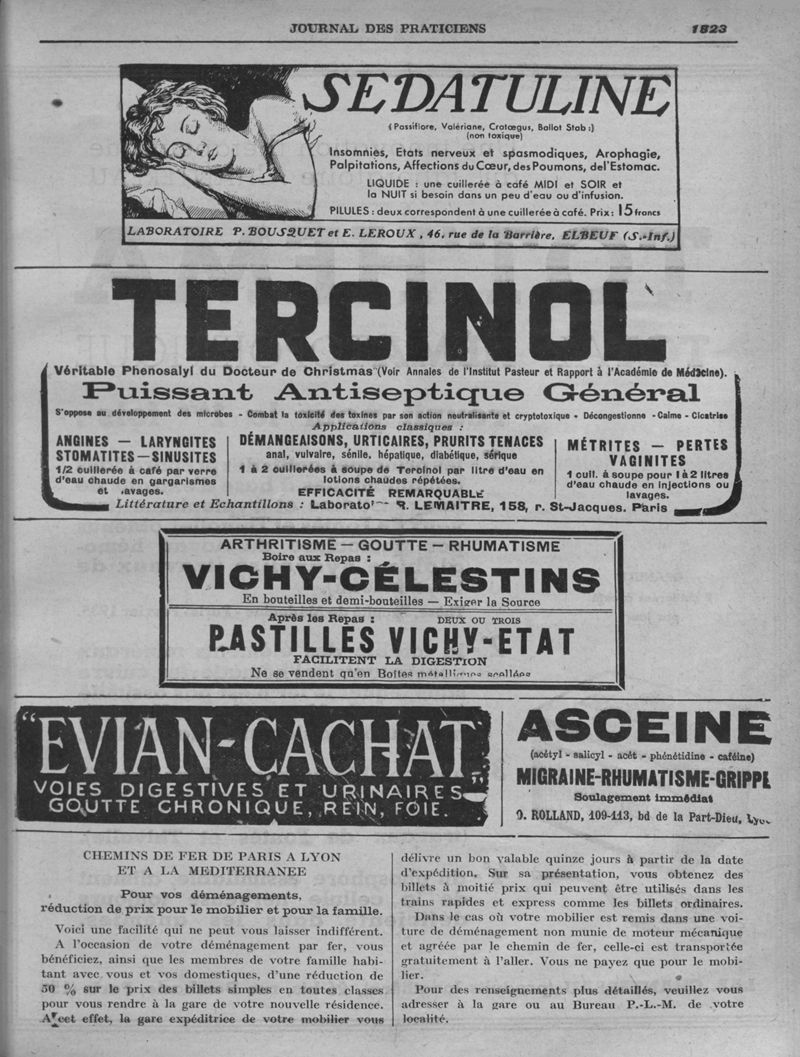 JOURNAL DES PRATICIENS 1823
SÉDATULINE
(Passiflore, Valériane, Cratœgus, Ballot Stab:)
(non toxique)
Insomnies, Etats nerveux et spasmodiques, Arophagie,
Palpitations, Affections du Cœur, des Poumons, de l'Estomac.
LIQUIDE : une cuillerée à café MIDI et SOIR et
la NUIT si besoin dans un peu d'eau ou d'infusion.
PILULES : deux correspondent à une cuillerée à café. Prix: 15 francs
LABORATOIRE P. BOUSQUET et E. LEROUX, 46, rue de la Barrière, ELBEUF (S.-Inf.)
TERCINOL
Véritable Phenosalyl du Docteur de Christmas (Voir Annales de l'Institut Pasteur et Rapport à l'Académie de Médecine).
Puissant Antiseptique Général
S'oppose au développement des microbes - Combat la toxicité des toxines par son action neutralisante et cryptotoxique - Décongestionne - Calme - Cicatrise
Applications classiques :
ANGINES — LARYNGITES
STOMATITES — SINUSITES
1/2 cuillerée à café par verre
d'eau chaude en gargarismes
et lavages.
DÉMANGEAISONS, URTICAIRES, PRURITS TENACES
anal, vulvaire, sénile, hépatique, diabétique, sérique
1 à 2 cuillerées à soupe de Tercinol par litre d'eau en
lotions chaudes répétées.
EFFICACITÉ REMARQUABLE
MÉTRITES — PERTES
VAGINITES
1 cuil. à soupe pour 1 à 2 litres
d'eau chaude en injections ou
lavages.
Littérature et Echantillons : R. LEMAITRE, 158, r. St-Jacques. Paris
ARTHRITISME — GOUTTE — RHUMATISME
Boire aux Repas :
VICHY-CÉLESTINS
En bouteilles et demi-bouteilles — Exiger la Source
Après les Repas : DEUX OU TROIS
PASTILLES VICHY-ETAT
FACILITENT LA DIGESTION
Ne se vendent qu'en Boites métalliques scellées
"EVIAN-CACHAT"
VOIES DIGESTIVES ET URINAIRES
GOUTTE CHRONIQUE, REIN, FOIE.
ASCEINE
(acétyl - salicyl - acét - phénétidine - caféine)
MIGRAINE-RHUMATISME-GRIPPE
Soulagement immédiat
O. ROLLAND, 109-113, bd de la Part-Dieu, Lyon
CHEMINS DE FER DE PARIS A LYON
ET A LA MEDITERRANEE
Pour vos déménagements,
réduction de prix pour le mobilier et pour la famille.
Voici une facilité qui ne peut vous laisser indifférent.
A l'occasion de votre déménagement par fer, vous
bénéficiez, ainsi que les membres de votre famille habi-
tant avec vous et vos domestiques, d'une réduction de
50 % sur le prix des billets simples en toutes classes
pour vous rendre à la gare de votre nouvelle résidence.
A cet effet, la gare expéditrice de votre mobilier vous
délivre un bon valable quinze jours à partir de la date
d'expédition. Sur sa présentation, vous obtenez des
billets à moitié prix qui peuvent être utilisés dans les
trains rapides et express comme les billets ordinaires.
Dans le cas où votre mobilier est remis dans une voi-
ture de déménagement non munie de moteur mécanique
et agréée par le chemin de fer, celle-ci est transportée
gratuitement à l'aller. Vous ne payez que pour le mobi-
lier.
Pour des renseignements plus détaillés, veuillez vous
adresser à la gare ou au Bureau P.-L.-M. de votre
localité.